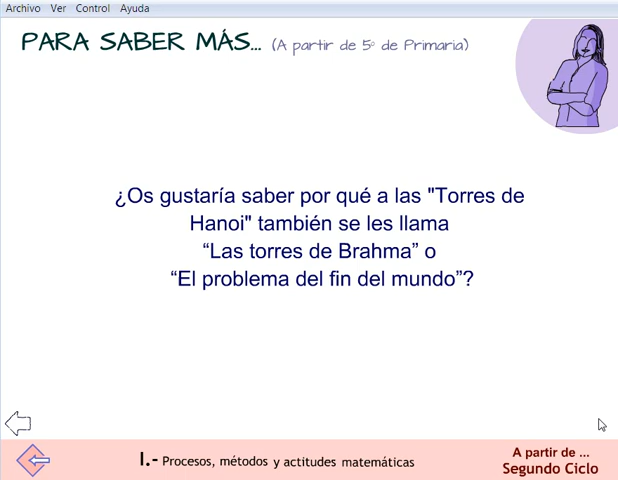 Archivo Ver Control Ayuda
PARA SABER MÁS... (A partir de 5º de Primaria)
¿Os gustaría saber por qué a las "Torres de
Hanoi" también se les llama
“Las torres de Brahma” o
“El problema del fin del mundo”?
I.- Procesos, métodos y actitudes matemáticas
A partir de ...
Segundo Ciclo